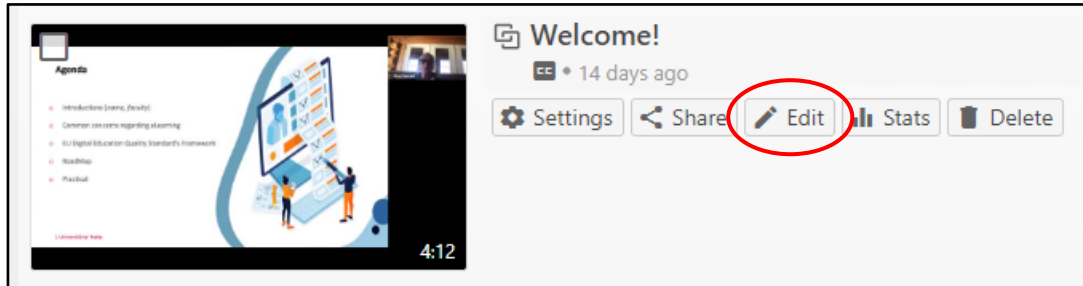 Welcome!
CC • 14 days ago
Settings Share Edit Stats Delete
Agenda
Introductions (name, faculty)
Common concerns regarding eLearning
EU Digital Education Quality Standards Framework
RoadMap
Practical
L-Università ta' Malta
4:12